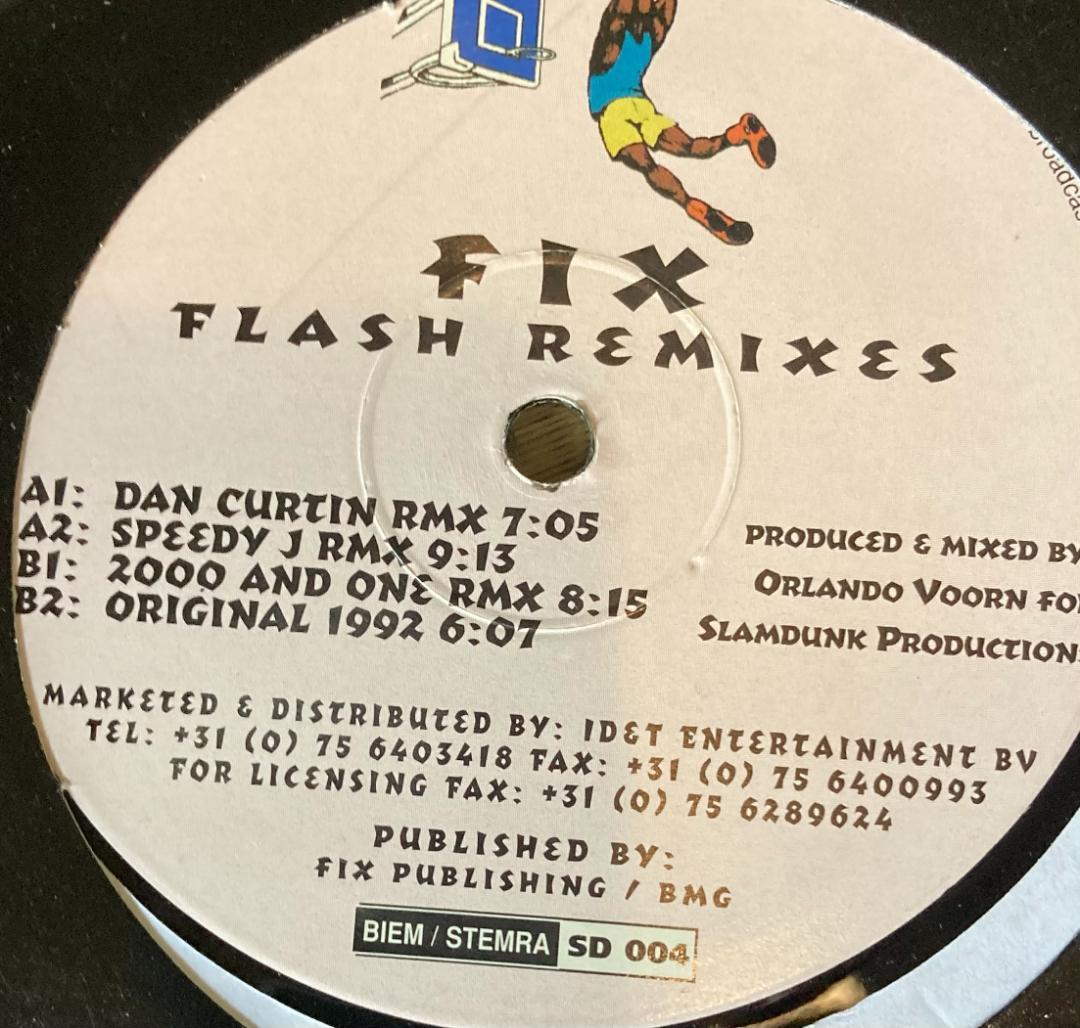 FIX
FLASH REMIXES
A1: DAN CURTIN RMX 7:05
A2: SPEEDY J RMX 9:13
B1: 2000 AND ONE RMX 8:15
B2: ORIGINAL 1992 6:07
PRODUCED & MIXED BY
ORLANDO VOORN FO
SLAMDUNK PRODUCTION
MARKETED & DISTRIBUTED BY: IDET ENTERTAINMENT BV
TEL: +31 (0) 75 6403418 FAX: +31 (0) 75 6400993
FOR LICENSING FAX: +31 (0) 75 6289624
PUBLISHED BY:
FIX PUBLISHING / BMG
BIEM / STEMRA SD 004